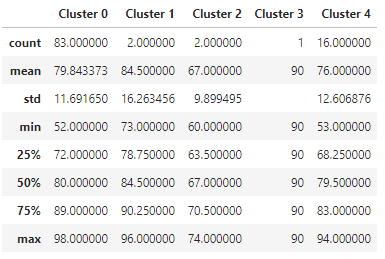 Cluster 0 Cluster 1 Cluster 2 Cluster 3 Cluster 4
count 83.000000 2.000000 2.000000 1 16.000000
mean 79.843373 84.500000 67.000000 90 76.000000
std 11.691650 16.263456 9.899495 12.606876
min 52.000000 73.000000 60.000000 90 53.000000
25% 72.000000 78.750000 63.500000 90 68.250000
50% 80.000000 84.500000 67.000000 90 79.500000
75% 89.000000 90.250000 70.500000 90 83.000000
max 98.000000 96.000000 74.000000 90 94.000000